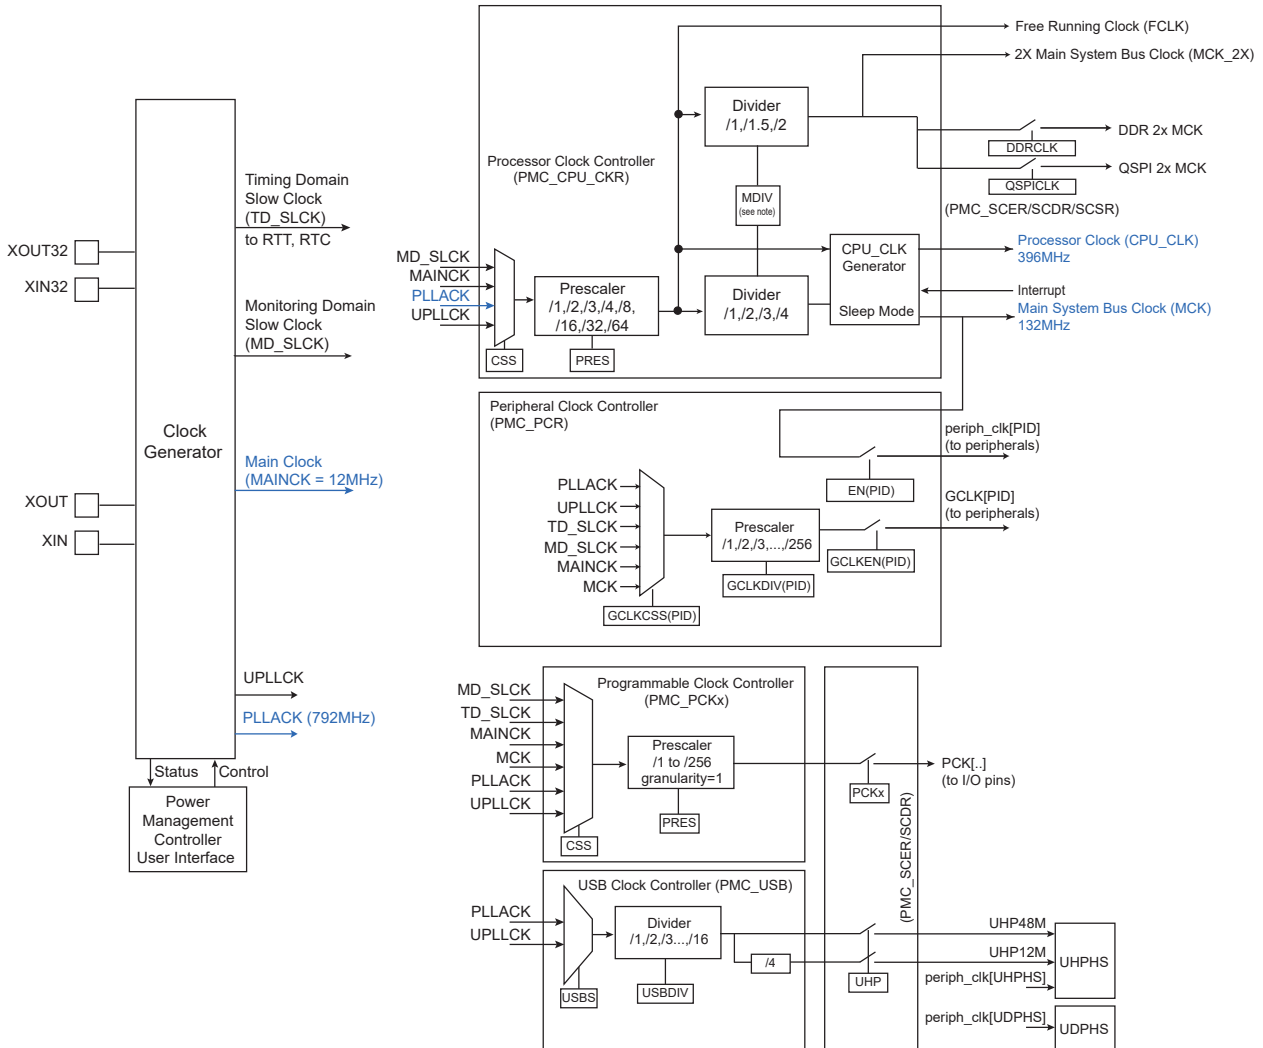 XOUT32
XIN32
XOUT
XIN
Clock
Generator
Timing Domain
Slow Clock
(TD_SLCK)
to RTT, RTC
Monitoring Domain
Slow Clock
(MD_SLCK)
Main Clock
(MAINCK = 12MHz)
UPLLCK
PLLACK (792MHz)
Status
Control
Power
Management
Controller
User Interface
Processor Clock Controller
(PMC_CPU_CKR)
MD_SLCK
MAINCK
PLLACK
UPLLCK
CSS
Prescaler
/1,/2,/3,/4,/8,
/16,/32,/64
PRES
Divider
/1,/1.5,/2
MDIV
(see note)
Divider
/1,/2,/3,/4
CPU_CLK
Generator
Sleep Mode
Free Running Clock (FCLK)
2X Main System Bus Clock (MCK_2X)
DDR 2x MCK
DDRCLK
QSPI 2x MCK
QSPICLK
(PMC_SCER/SCDR/SCSR)
Processor Clock (CPU_CLK)
396MHz
Interrupt
Main System Bus Clock (MCK)
132MHz
Peripheral Clock Controller
(PMC_PCR)
PLLACK
UPLLCK
TD_SLCK
MD_SLCK
MAINCK
MCK
GCLKCSS(PID)
Prescaler
/1,/2,/3,...,/256
GCLKDIV(PID)
EN(PID)
GCLKEN(PID)
periph_clk[PID]
(to peripherals)
GCLK[PID]
(to peripherals)
Programmable Clock Controller
(PMC_PCKx)
MD_SLCK
TD_SLCK
MAINCK
MCK
PLLACK
UPLLCK
CSS
Prescaler
/1 to /256
granularity=1
PRES
PCKx
PCK[..]
(to I/O pins)
(PMC_SCER/SCDR)
USB Clock Controller (PMC_USB)
PLLACK
UPLLCK
USBS
Divider
/1,/2,/3...,/16
USBDIV
/4
UHP
UHP48M
UHP12M
periph_clk[UHPHS]
UHPHS
periph_clk[UDPHS]
UDPHS